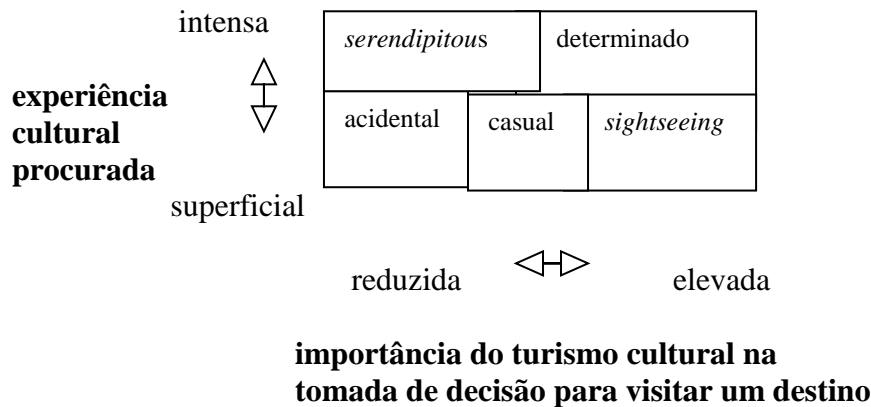 intensa
serendipitous determinado
experiência
cultural
procurada
acidental casual sightseeing
superficial
reduzida elevada
importância do turismo cultural na
tomada de decisão para visitar um destino